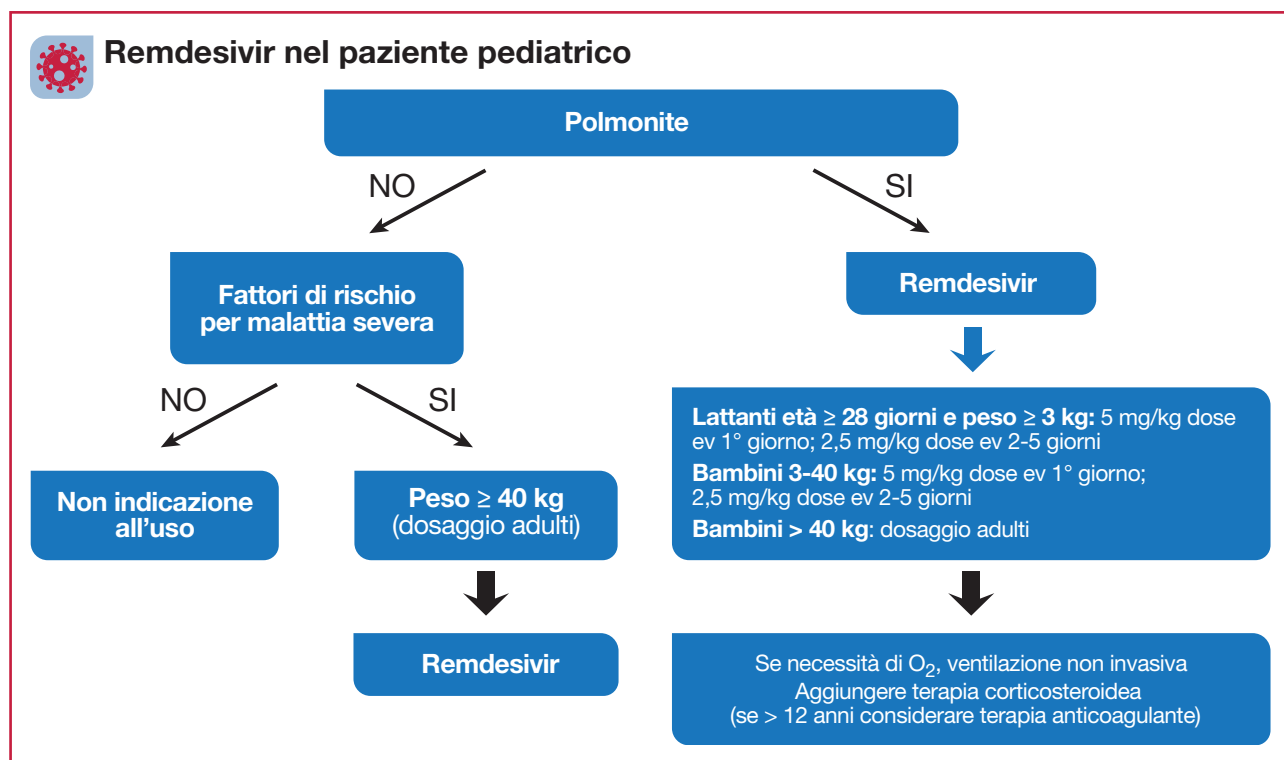 Remdesivir nel paziente pediatrico
Polmonite
NO
SI
Fattori di rischio
per malattia severa
Remdesivir
NO
SI
Non indicazione
all’uso
Peso ≥ 40 kg
(dosaggio adulti)
Remdesivir
Lattanti età ≥ 28 giorni e peso ≥ 3 kg: 5 mg/kg dose
ev 1° giorno; 2,5 mg/kg dose ev 2-5 giorni
Bambini 3-40 kg: 5 mg/kg dose ev 1° giorno;
2,5 mg/kg dose ev 2-5 giorni
Bambini > 40 kg: dosaggio adulti
Se necessità di O₂, ventilazione non invasiva
Aggiungere terapia corticosteroidea
(se > 12 anni considerare terapia anticoagulante)